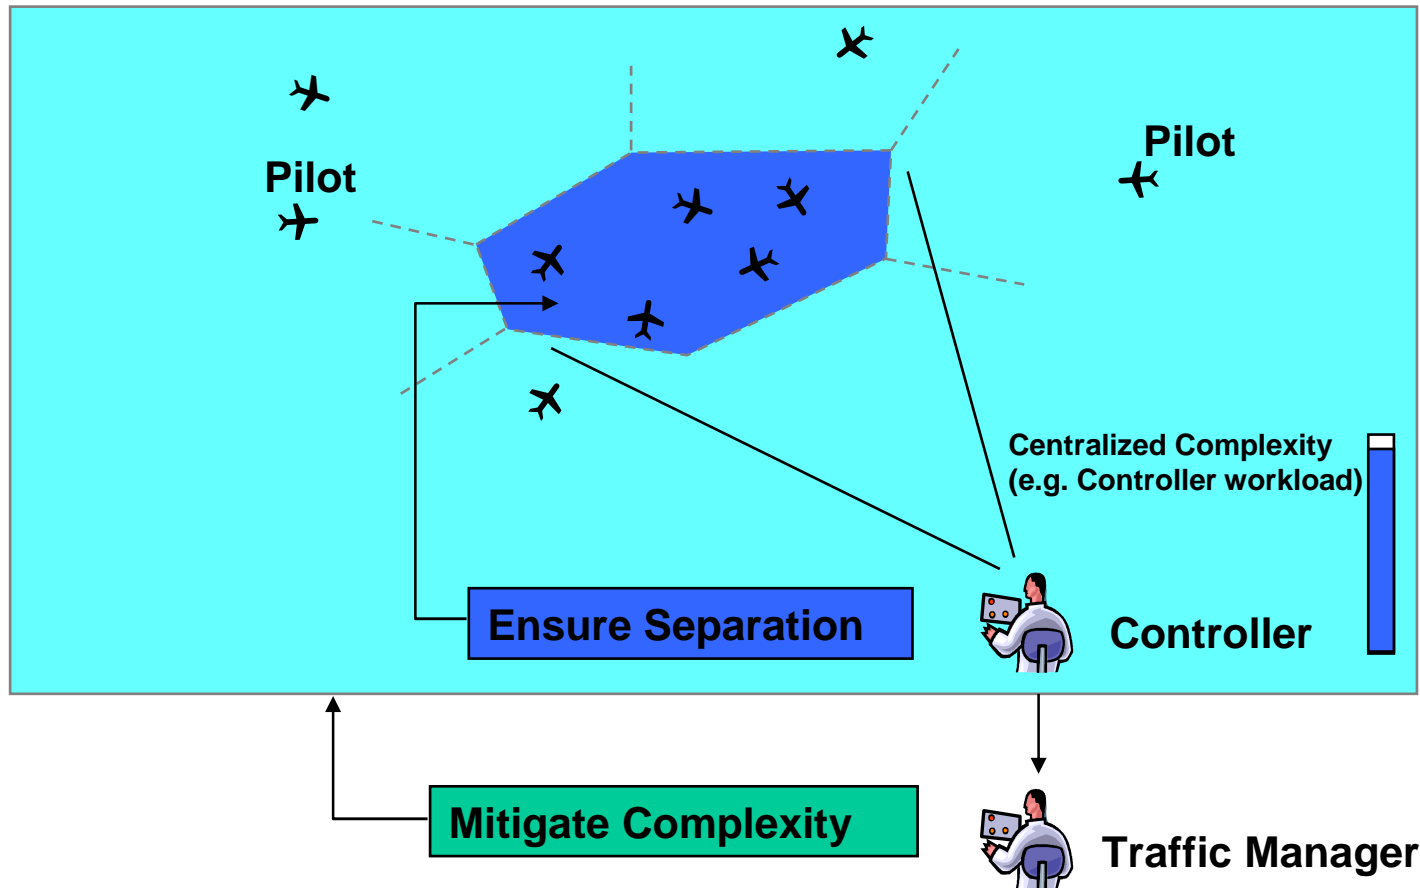 Pilot
Pilot
Centralized Complexity
(e.g. Controller workload)
Ensure Separation
Controller
Mitigate Complexity
Traffic Manager